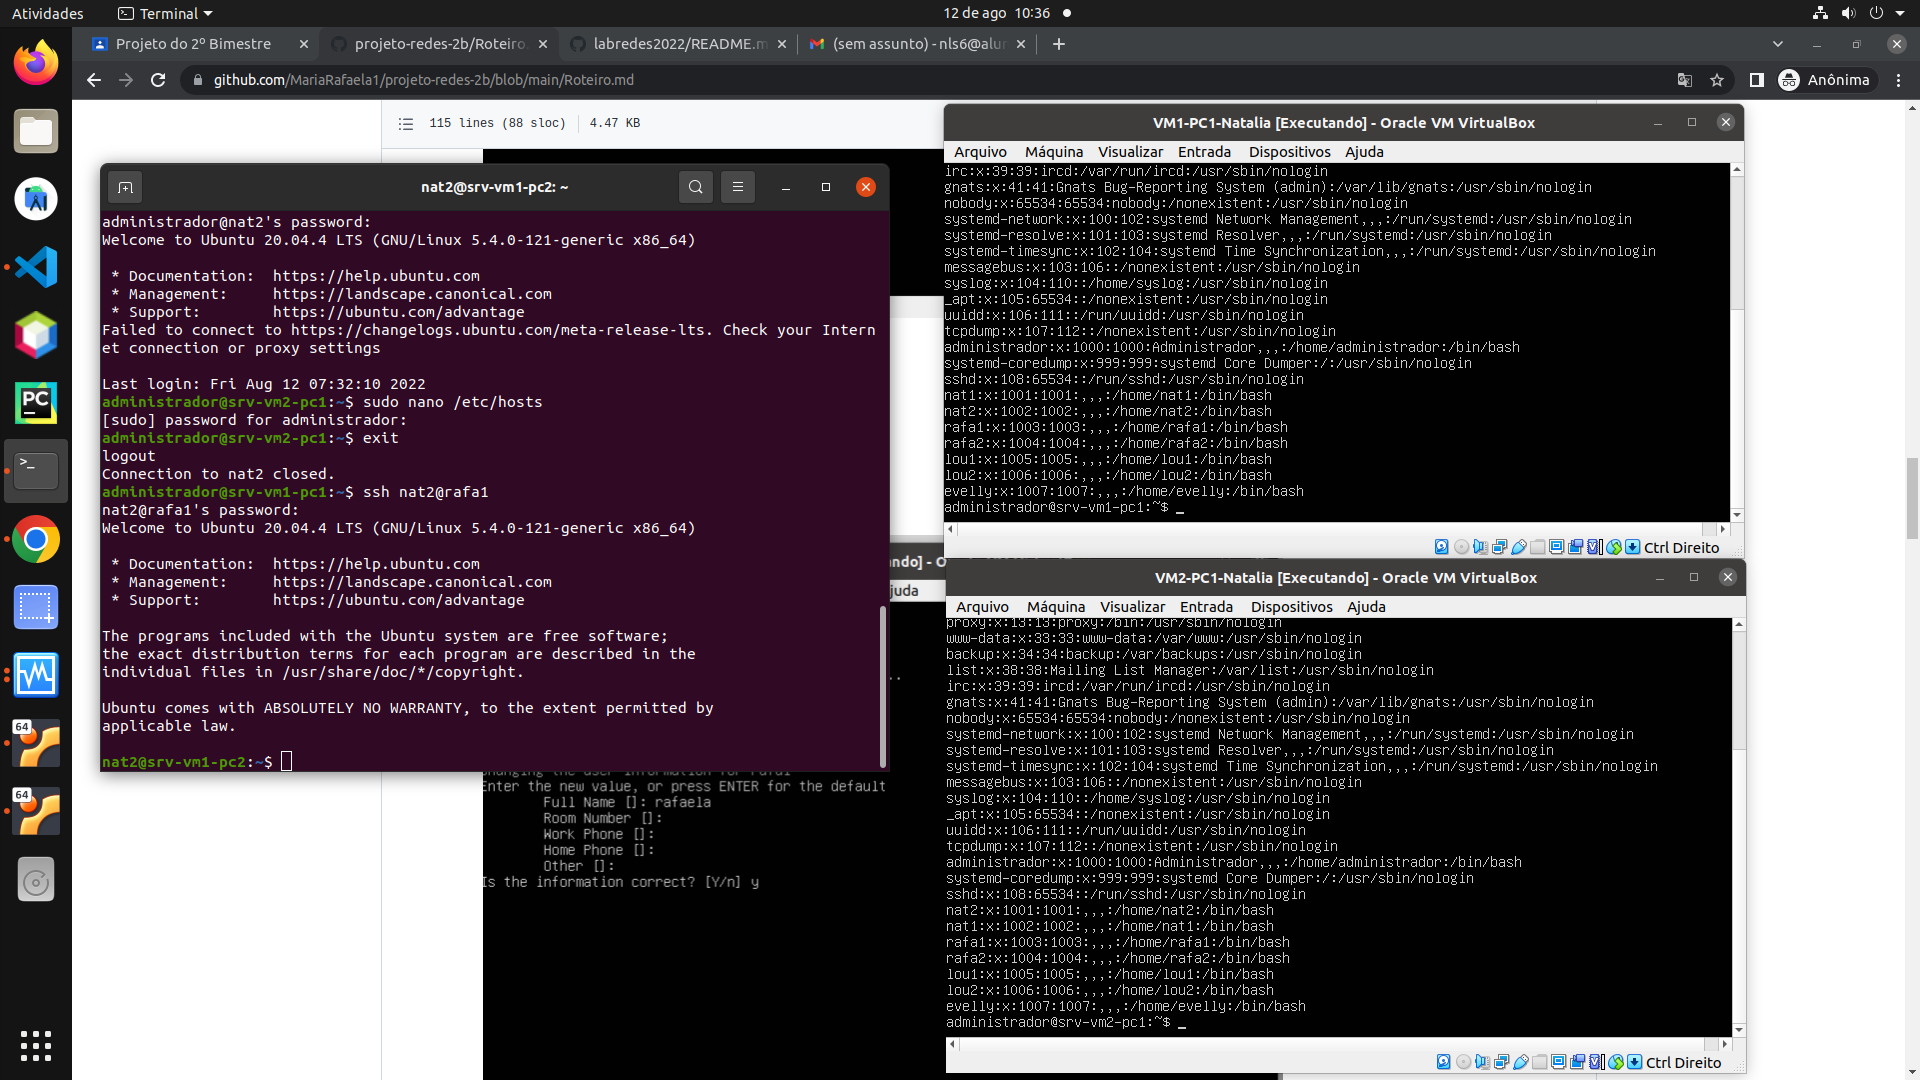 Atividades
Terminal
12 de ago 10:36
Projeto do 2º Bimestre
projeto-redes-2b/Roteiro.
labredes2022/README.m
(sem assunto) - nls6@alu
github.com/MariaRafaela1/projeto-redes-2b/blob/main/Roteiro.md
Anônima
115 lines (88 sloc)
4.47 KB
nat2@srv-vm1-pc2: ~
administrador@nat2's password:
Welcome to Ubuntu 20.04.4 LTS (GNU/Linux 5.4.0-121-generic x86_64)
* Documentation: https://help.ubuntu.com
* Management: https://landscape.canonical.com
* Support: https://ubuntu.com/advantage
Failed to connect to https://changelogs.ubuntu.com/meta-release-lts. Check your Intern
et connection or proxy settings
Last login: Fri Aug 12 07:32:10 2022
administrador@srv-vm2-pc1:~$ sudo nano /etc/hosts
[sudo] password for administrador:
administrador@srv-vm2-pc1:~$ exit
logout
Connection to nat2 closed.
administrador@srv-vm1-pc1:~$ ssh nat2@rafa1
nat2@rafa1's password:
Welcome to Ubuntu 20.04.4 LTS (GNU/Linux 5.4.0-121-generic x86_64)
* Documentation: https://help.ubuntu.com
* Management: https://landscape.canonical.com
* Support: https://ubuntu.com/advantage
The programs included with the Ubuntu system are free software;
the exact distribution terms for each program are described in the
individual files in /usr/share/doc/*/copyright.
Ubuntu comes with ABSOLUTELY NO WARRANTY, to the extent permitted by
applicable law.
nat2@srv-vm1-pc2:~$
Changing the user information for rafa1
Enter the new value, or press ENTER for the default
Full Name []: rafaela
Room Number []:
Work Phone []:
Home Phone []:
Other []:
Is the information correct? [Y/n] y
ndo] - O
juda
..
VM1-PC1-Natalia [Executando] - Oracle VM VirtualBox
Arquivo Máquina Visualizar Entrada Dispositivos Ajuda
irc:x:39:39:ircd:/var/run/ircd:/usr/sbin/nologin
gnats:x:41:41:Gnats Bug-Reporting System (admin):/var/lib/gnats:/usr/sbin/nologin
nobody:x:65534:65534:nobody:/nonexistent:/usr/sbin/nologin
systemd-network:x:100:102:systemd Network Management,,,:/run/systemd:/usr/sbin/nologin
systemd-resolve:x:101:103:systemd Resolver,,,:/run/systemd:/usr/sbin/nologin
systemd-timesync:x:102:104:systemd Time Synchronization,,,:/run/systemd:/usr/sbin/nologin
messagebus:x:103:106::/nonexistent:/usr/sbin/nologin
syslog:x:104:110::/home/syslog:/usr/sbin/nologin
_apt:x:105:65534::/nonexistent:/usr/sbin/nologin
uuidd:x:106:111::/run/uuidd:/usr/sbin/nologin
tcpdump:x:107:112::/nonexistent:/usr/sbin/nologin
administrador:x:1000:1000:Administrador,,,:/home/administrador:/bin/bash
systemd-coredump:x:999:999:systemd Core Dumper:/:/usr/sbin/nologin
sshd:x:108:65534::/run/sshd:/usr/sbin/nologin
nat1:x:1001:1001:,,,:/home/nat1:/bin/bash
nat2:x:1002:1002:,,,:/home/nat2:/bin/bash
rafa1:x:1003:1003:,,,:/home/rafa1:/bin/bash
rafa2:x:1004:1004:,,,:/home/rafa2:/bin/bash
lou1:x:1005:1005:,,,:/home/lou1:/bin/bash
lou2:x:1006:1006:,,,:/home/lou2:/bin/bash
evelly:x:1007:1007:,,,:/home/evelly:/bin/bash
administrador@srv-vm1-pc1:~$ _
Ctrl Direito
VM2-PC1-Natalia [Executando] - Oracle VM VirtualBox
Arquivo Máquina Visualizar Entrada Dispositivos Ajuda
proxy:x:13:13:proxy:/bin:/usr/sbin/nologin
www-data:x:33:33:www-data:/var/www:/usr/sbin/nologin
backup:x:34:34:backup:/var/backups:/usr/sbin/nologin
list:x:38:38:Mailing List Manager:/var/list:/usr/sbin/nologin
irc:x:39:39:ircd:/var/run/ircd:/usr/sbin/nologin
gnats:x:41:41:Gnats Bug-Reporting System (admin):/var/lib/gnats:/usr/sbin/nologin
nobody:x:65534:65534:nobody:/nonexistent:/usr/sbin/nologin
systemd-network:x:100:102:systemd Network Management,,,:/run/systemd:/usr/sbin/nologin
systemd-resolve:x:101:103:systemd Resolver,,,:/run/systemd:/usr/sbin/nologin
systemd-timesync:x:102:104:systemd Time Synchronization,,,:/run/systemd:/usr/sbin/nologin
messagebus:x:103:106::/nonexistent:/usr/sbin/nologin
syslog:x:104:110::/home/syslog:/usr/sbin/nologin
_apt:x:105:65534::/nonexistent:/usr/sbin/nologin
uuidd:x:106:111::/run/uuidd:/usr/sbin/nologin
tcpdump:x:107:112::/nonexistent:/usr/sbin/nologin
administrador:x:1000:1000:Administrador,,,:/home/administrador:/bin/bash
systemd-coredump:x:999:999:systemd Core Dumper:/:/usr/sbin/nologin
sshd:x:108:65534::/run/sshd:/usr/sbin/nologin
nat2:x:1001:1001:,,,:/home/nat2:/bin/bash
nat1:x:1002:1002:,,,:/home/nat1:/bin/bash
rafa1:x:1003:1003:,,,:/home/rafa1:/bin/bash
rafa2:x:1004:1004:,,,:/home/rafa2:/bin/bash
lou1:x:1005:1005:,,,:/home/lou1:/bin/bash
lou2:x:1006:1006:,,,:/home/lou2:/bin/bash
evelly:x:1007:1007:,,,:/home/evelly:/bin/bash
administrador@srv-vm2-pc1:~$ _
Ctrl Direito
PC
64
64